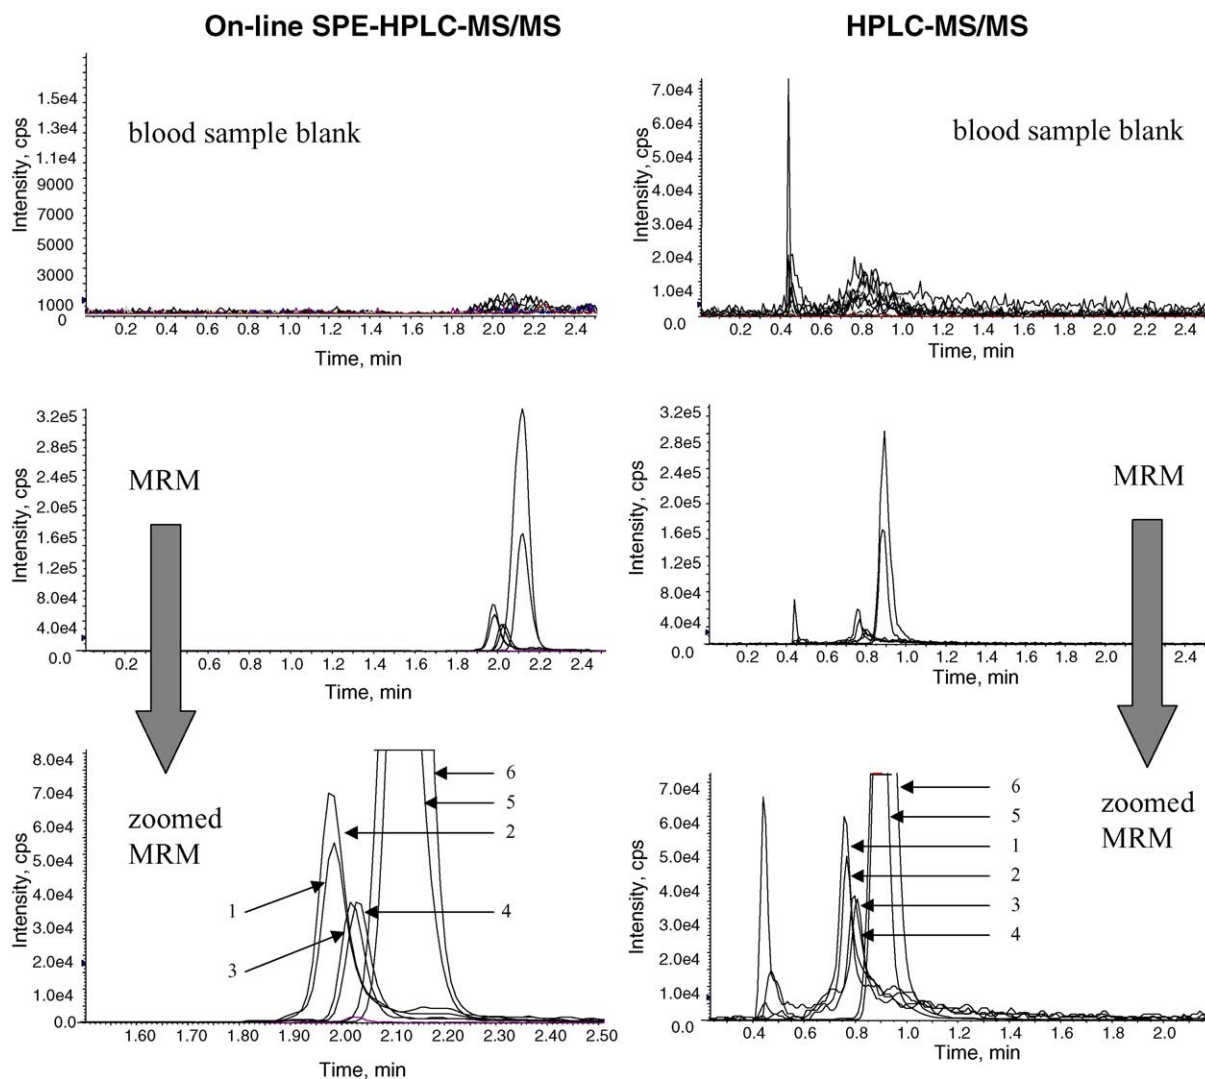 On-line SPE-HPLC-MS/MS
HPLC-MS/MS
Intensity, cps
1.5e4
1.3e4
1.1e4
9000
7000
5000
3000
1000
0
blood sample blank
0.2 0.4 0.6 0.8 1.0 1.2 1.4 1.6 1.8 2.0 2.2 2.4
Time, min
Intensity, cps
7.0e4
6.0e4
5.0e4
4.0e4
3.0e4
2.0e4
1.0e4
0.0
blood sample blank
0.2 0.4 0.6 0.8 1.0 1.2 1.4 1.6 1.8 2.0 2.2 2.4
Time, min
Intensity, cps
3.2e5
2.8e5
2.4e5
2.0e5
1.6e5
1.2e5
8.0e4
4.0e4
0.0
MRM
0.2 0.4 0.6 0.8 1.0 1.2 1.4 1.6 1.8 2.0 2.2 2.4
Time, min
Intensity, cps
3.2e5
2.8e5
2.4e5
2.0e5
1.6e5
1.2e5
8.0e4
4.0e4
0.0
MRM
0.2 0.4 0.6 0.8 1.0 1.2 1.4 1.6 1.8 2.0 2.2 2.4
Time, min
Intensity, cps
8.0e4
7.0e4
6.0e4
5.0e4
4.0e4
3.0e4
2.0e4
1.0e4
0.0
zoomed
MRM
6
5
2
1
4
3
1.60 1.70 1.80 1.90 2.00 2.10 2.20 2.30 2.40 2.50
Time, min
Intensity, cps
7.0e4
6.0e4
5.0e4
4.0e4
3.0e4
2.0e4
1.0e4
0.0
6
5
1
2
3
4
zoomed
MRM
0.4 0.6 0.8 1.0 1.2 1.4 1.6 1.8 2.0
Time, min